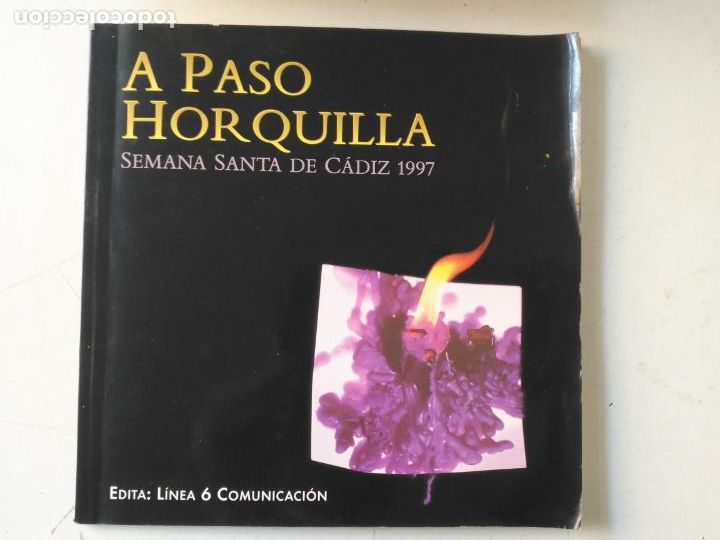 todocoleccion
A PASO
HORQUILLA
SEMANA SANTA DE CÁDIZ 1997
EDITA: LÍNEA 6 COMUNICACIÓN